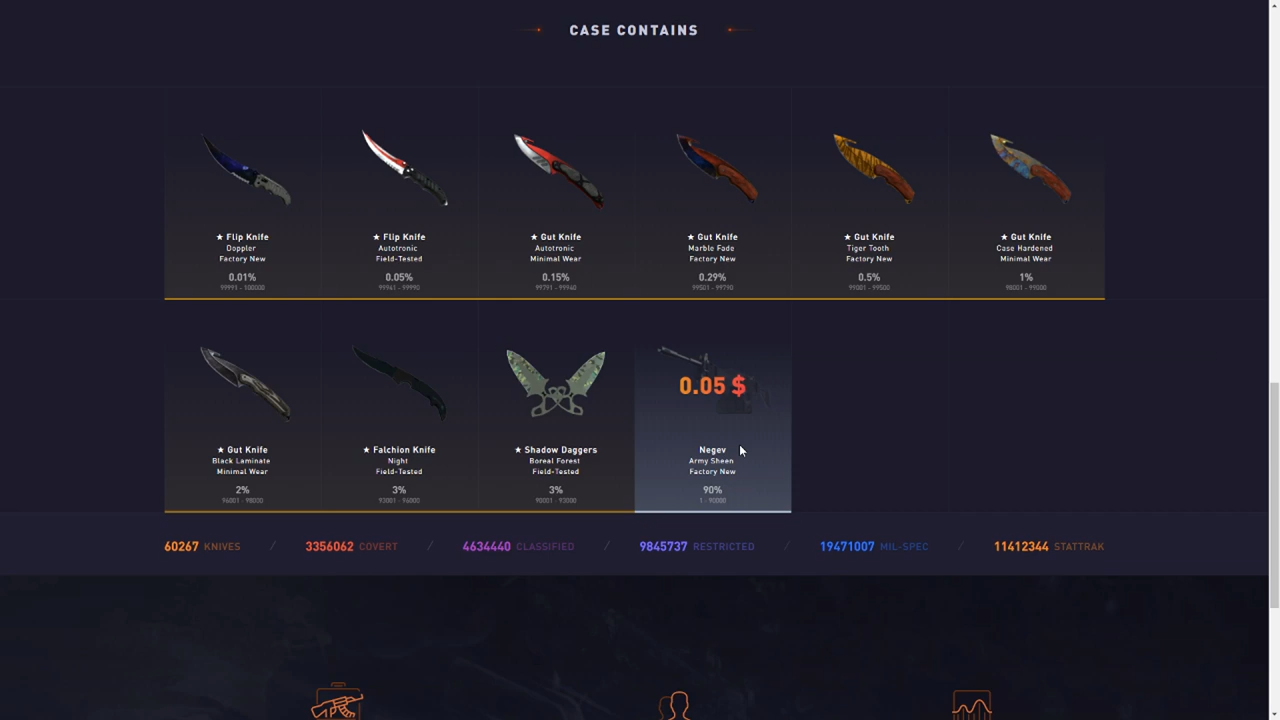 CASE CONTAINS
★ Flip Knife
Doppler
Factory New
0.01%
99991 - 100000
★ Flip Knife
Autotronic
Field-Tested
0.05%
99941 - 99990
★ Gut Knife
Autotronic
Minimal Wear
0.15%
99791 - 99940
★ Gut Knife
Marble Fade
Factory New
0.29%
99501 - 99790
★ Gut Knife
Tiger Tooth
Factory New
0.5%
99001 - 99500
★ Gut Knife
Case Hardened
Minimal Wear
1%
98001 - 99000
★ Gut Knife
Black Laminate
Minimal Wear
2%
96001 - 98000
★ Falchion Knife
Night
Field-Tested
3%
93001 - 96000
★ Shadow Daggers
Boreal Forest
Field-Tested
3%
90001 - 93000
0.05 $
Negev
Army Sheen
Factory New
90%
1 - 90000
60267 KNIVES / 3356062 COVERT / 4634440 CLASSIFIED / 9845737 RESTRICTED / 19471007 MIL-SPEC / 11412344 STATTRAK